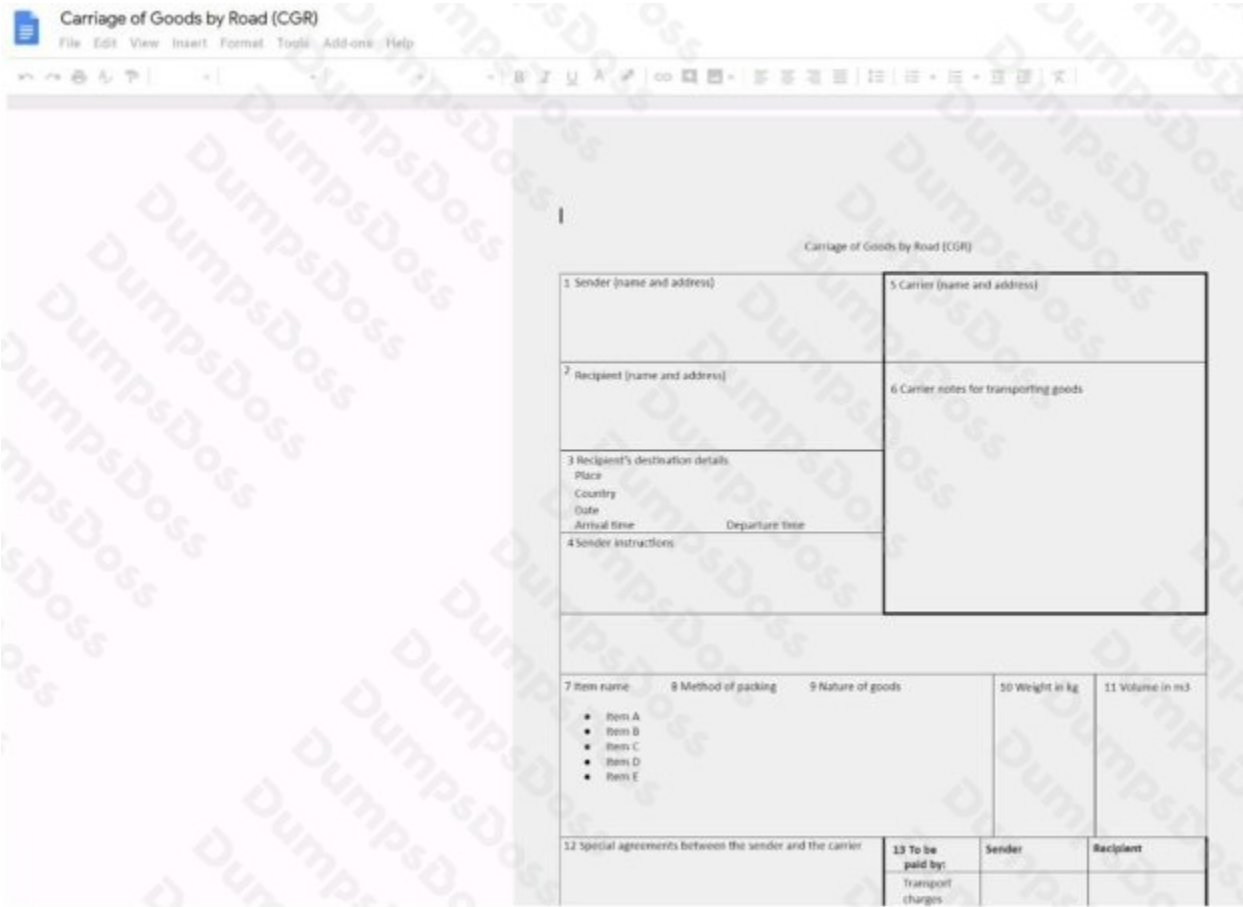 Carriage of Goods by Road (CGR)
File Edit View Insert Format Tools Add-ons Help
Carriage of Goods by Road (CGR)
1 Sender (name and address)
5 Carrier (name and address)
2 Recipient (name and address)
6 Carrier notes for transporting goods
3 Recipient's destination details
Place
Country
Date
Arrival time Departure time
4 Sender instructions
7 Item name 8 Method of packing 9 Nature of goods 10 Weight in kg 11 Volume in m3
Item A
Item B
Item C
Item D
Item E
12 Special agreements between the sender and the carrier
13 To be paid by: Sender Recipient
Transport
charges
DumpsDoss